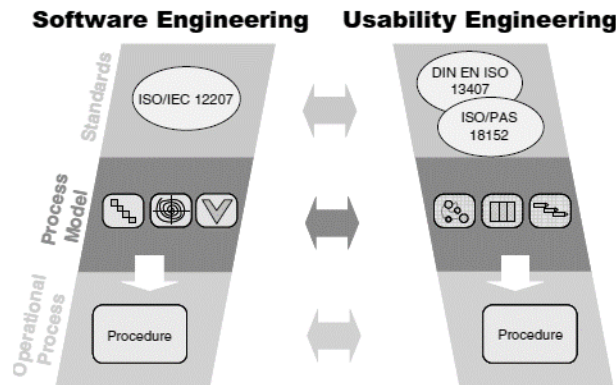 Software Engineering
Usability Engineering
Standards
ISO/IEC 12207
DIN EN ISO
13407
ISO/PAS
18152
Process
Model
Operational
Process
Procedure
Procedure